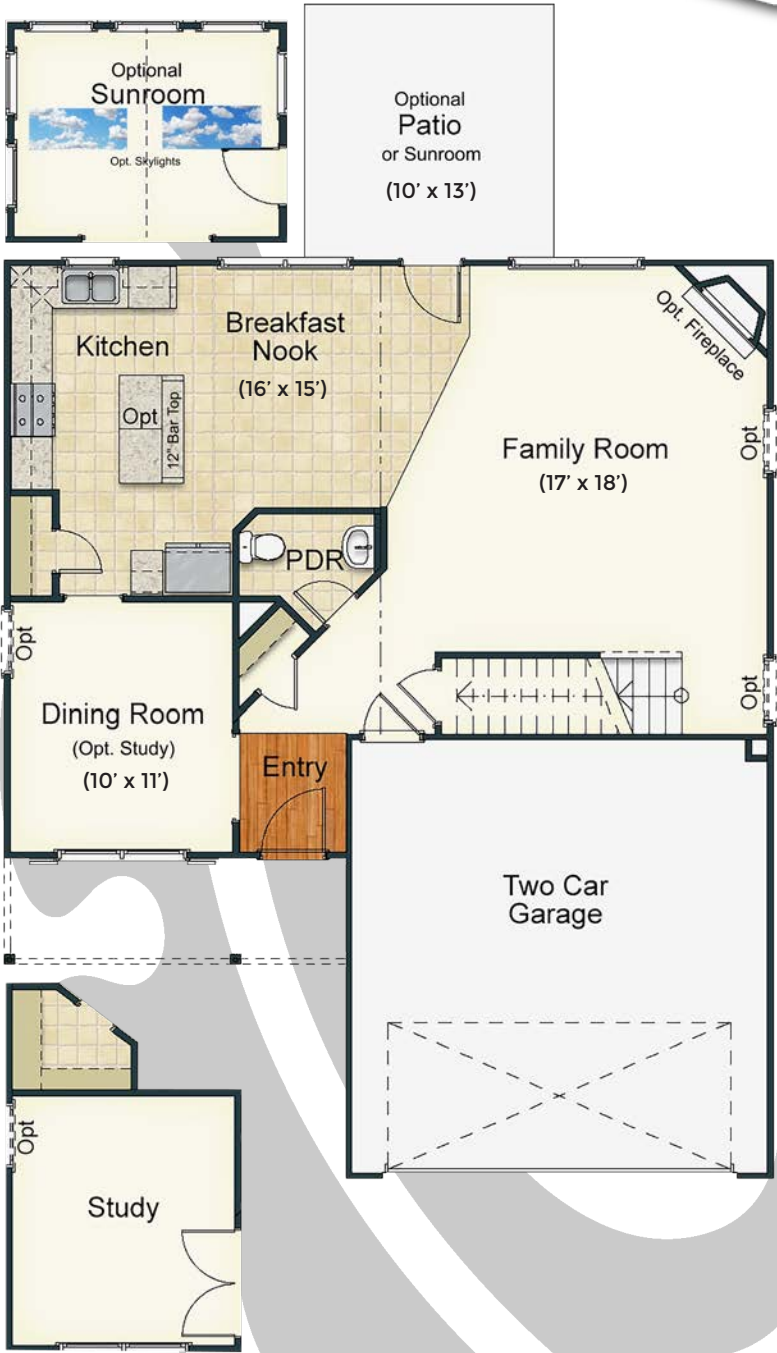 Optional
Sunroom
Opt. Skylights
Optional
Patio
or Sunroom
(10' x 13')
Kitchen
Breakfast
Nook
(16' x 15')
Opt
12" Bar Top
Opt. Fireplace
Opt
Family Room
(17' x 18')
PDR
Opt
Dining Room
(Opt. Study)
(10' x 11')
Entry
Opt
Two Car
Garage
Opt
Study